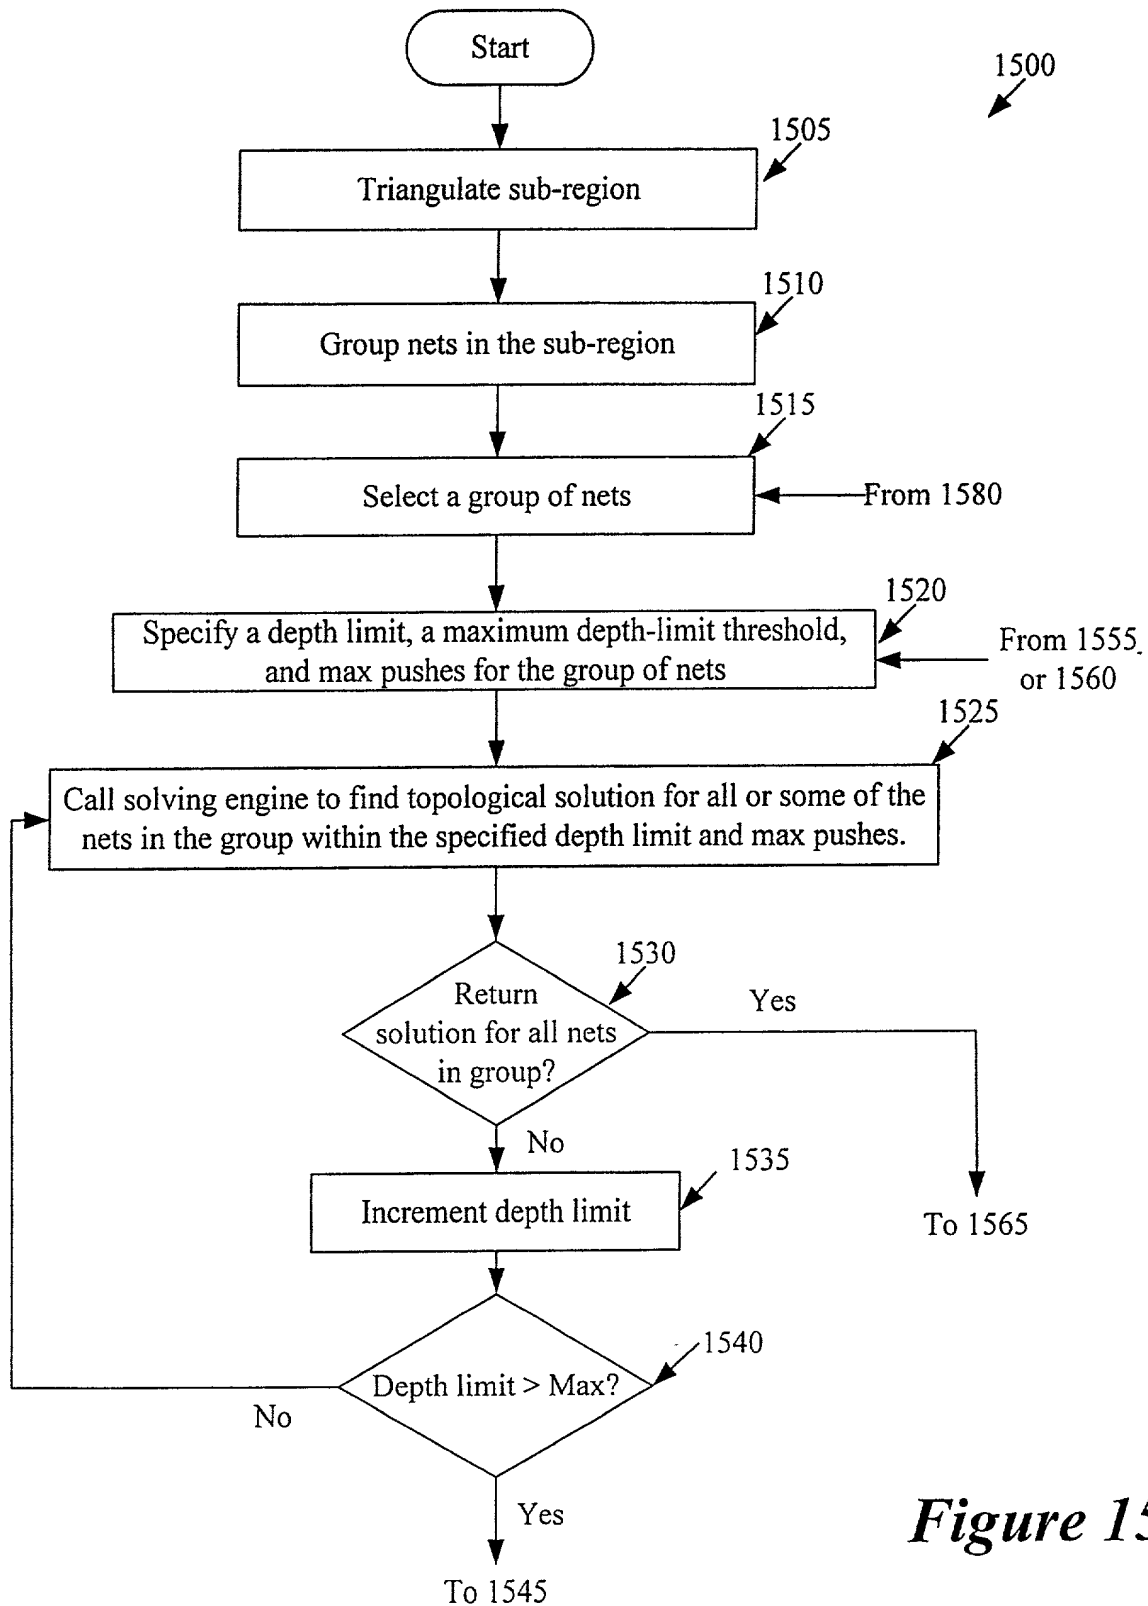 Start
1500
1505
Triangulate sub-region
1510
Group nets in the sub-region
1515
Select a group of nets
From 1580
1520
Specify a depth limit, a maximum depth-limit threshold,
and max pushes for the group of nets
From 1555
or 1560
1525
Call solving engine to find topological solution for all or some of the
nets in the group within the specified depth limit and max pushes.
1530
Return
solution for all nets
in group?
Yes
No
1535
Increment depth limit
To 1565
1540
Depth limit > Max?
No
Yes
To 1545
Figure 15